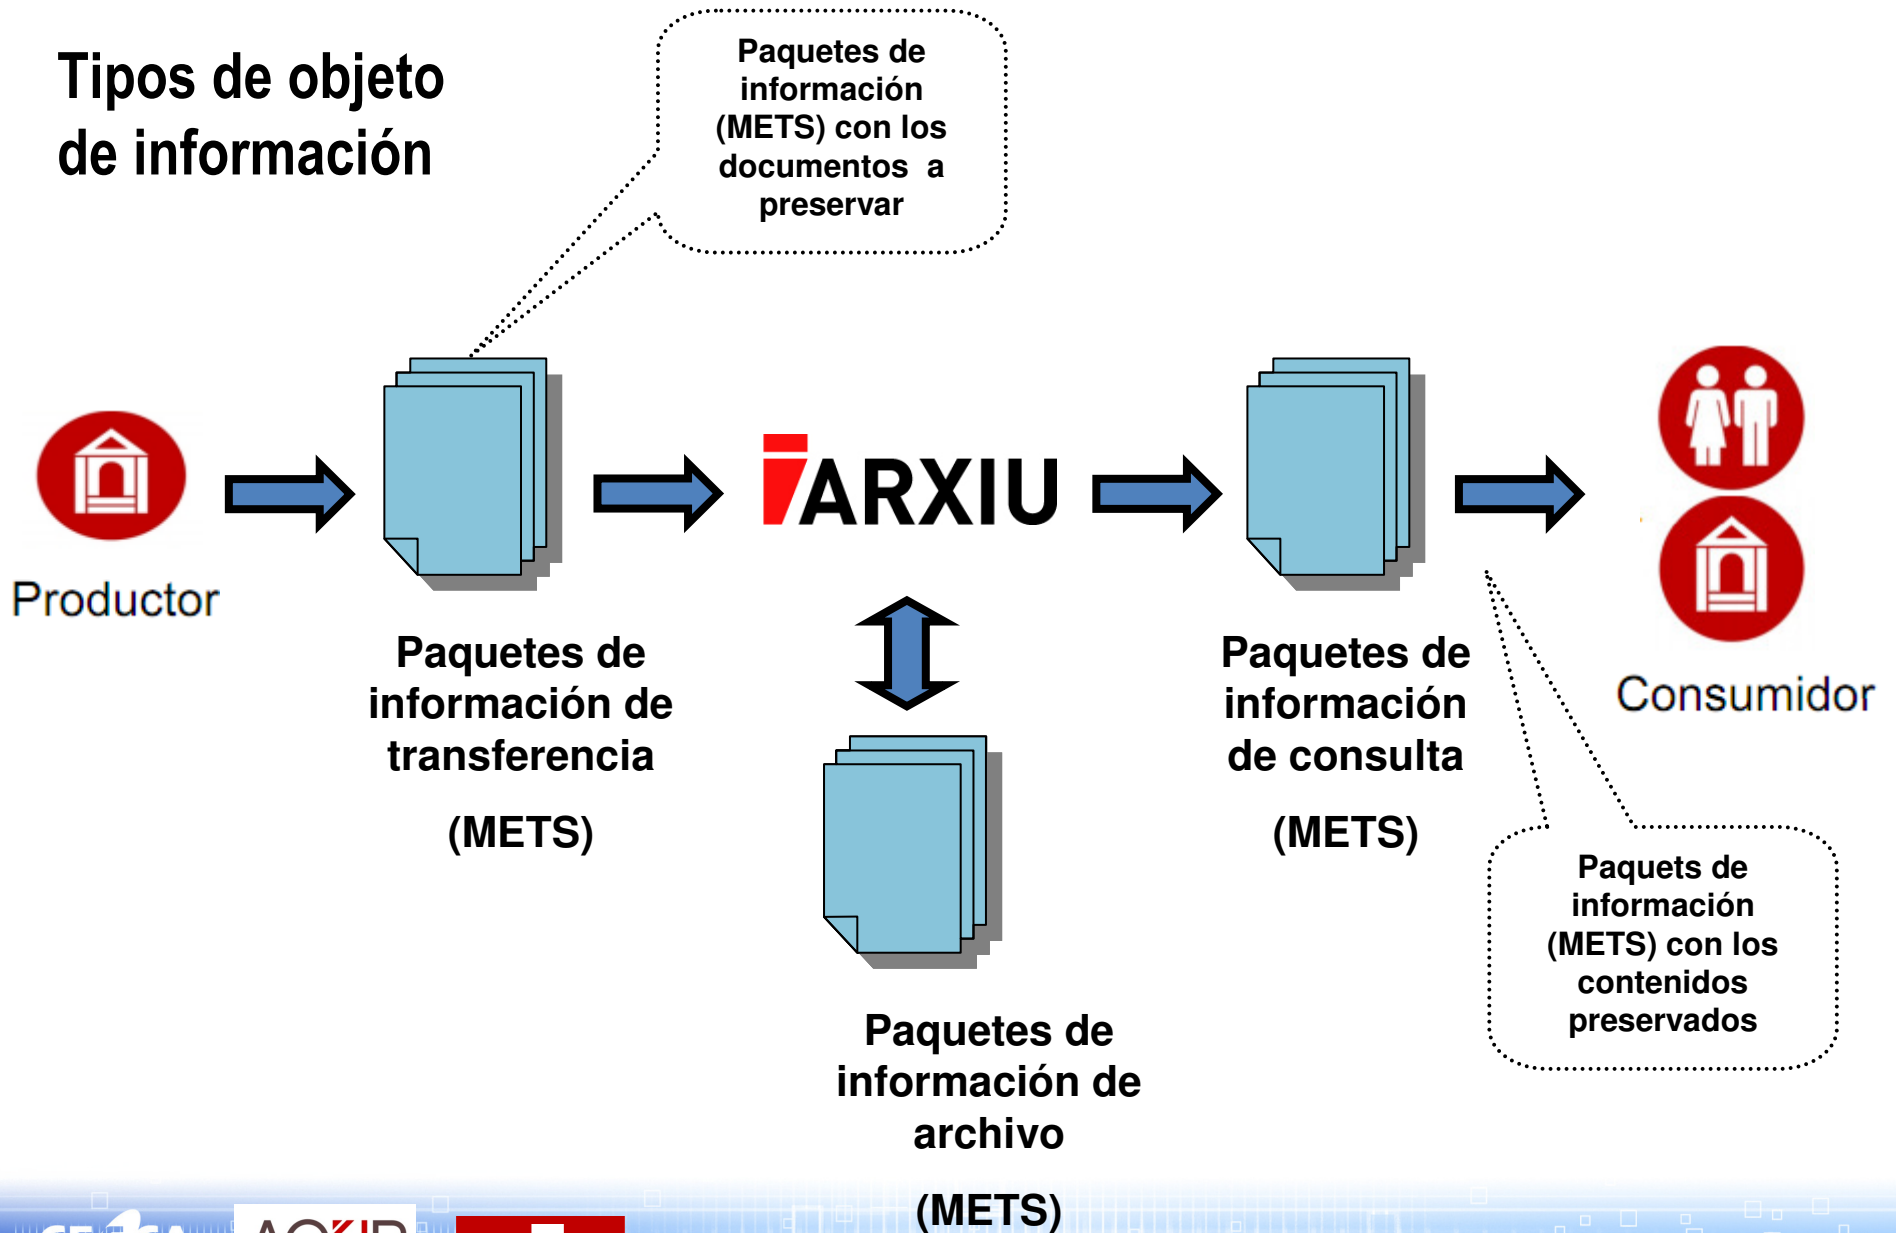 Tipos de objeto
de información
Paquetes de
información
(METS) con los
documentos a
preservar
ARXIU
Productor
Consumidor
Paquetes de
información de
transferencia
(METS)
Paquetes de
información
de consulta
(METS)
Paquets de
información
(METS) con los
contenidos
preservados
Paquetes de
información de
archivo
(METS)